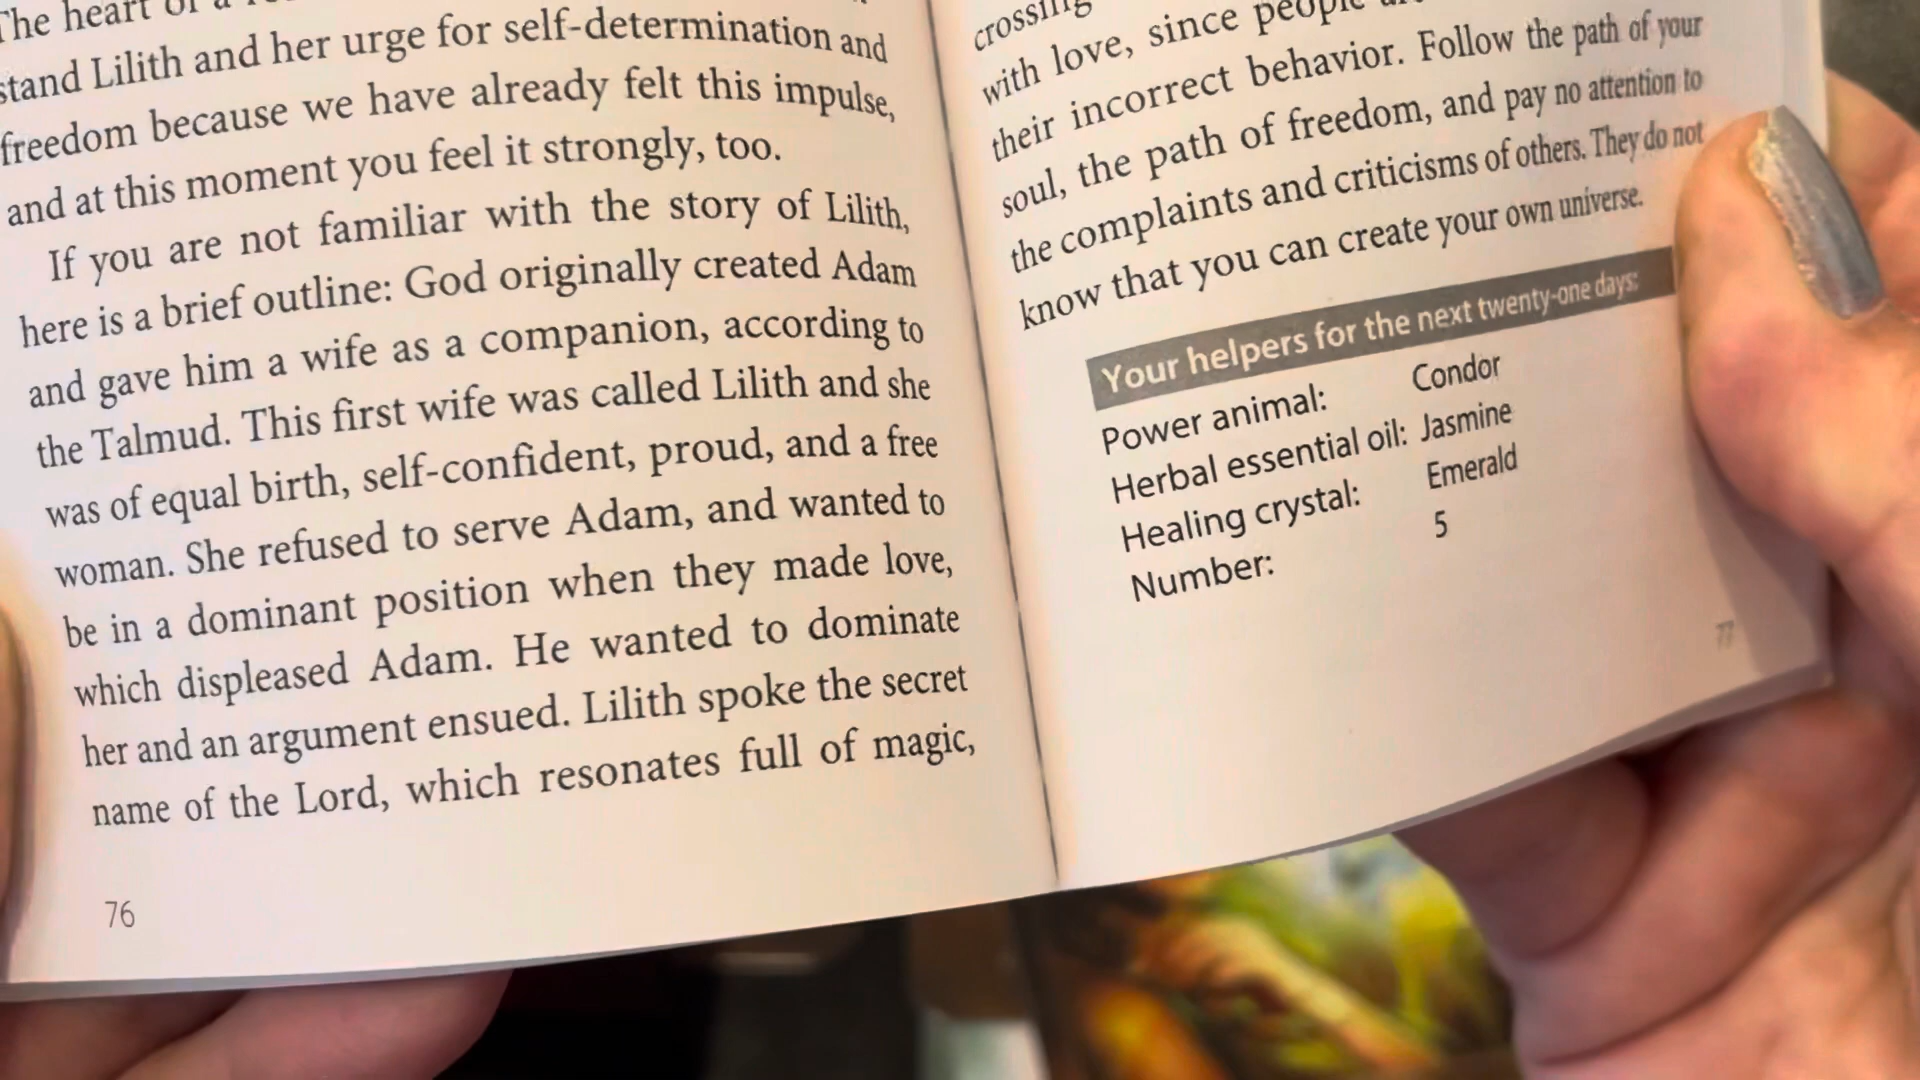 The heart of a
stand Lilith and her urge for self-determination and
freedom because we have already felt this impulse,
and at this moment you feel it strongly, too.
If you are not familiar with the story of Lilith,
here is a brief outline: God originally created Adam
and gave him a wife as a companion, according to
the Talmud. This first wife was called Lilith and she
was of equal birth, self-confident, proud, and a free
woman. She refused to serve Adam, and wanted to
be in a dominant position when they made love,
which displeased Adam. He wanted to dominate
her and an argument ensued. Lilith spoke the secret
name of the Lord, which resonates full of magic,
76
crossing
with love, since people
their incorrect behavior. Follow the path of your
soul, the path of freedom, and pay no attention to
the complaints and criticisms of others. They do not
know that you can create your own universe.
Your helpers for the next twenty-one days:
Power animal: Condor
Herbal essential oil: Jasmine
Healing crystal: Emerald
Number: 5
77